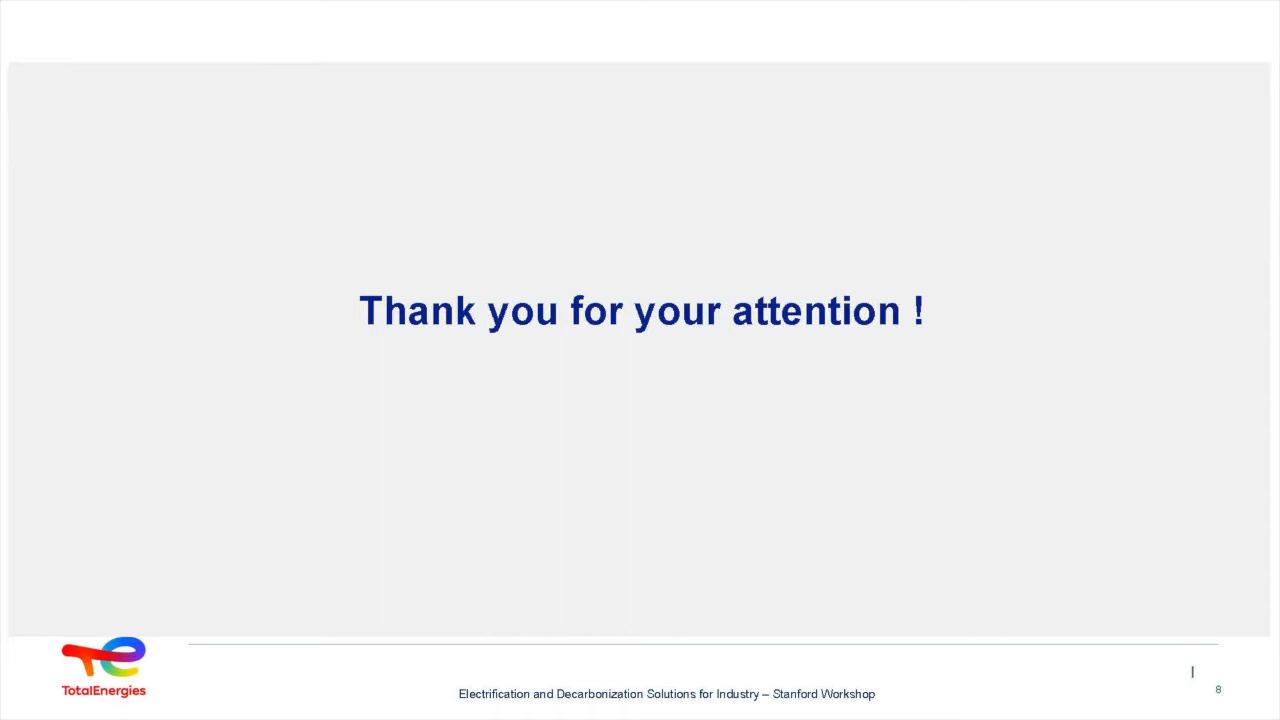 Thank you for your attention !
TotalEnergies
Electrification and Decarbonization Solutions for Industry – Stanford Workshop
|
8